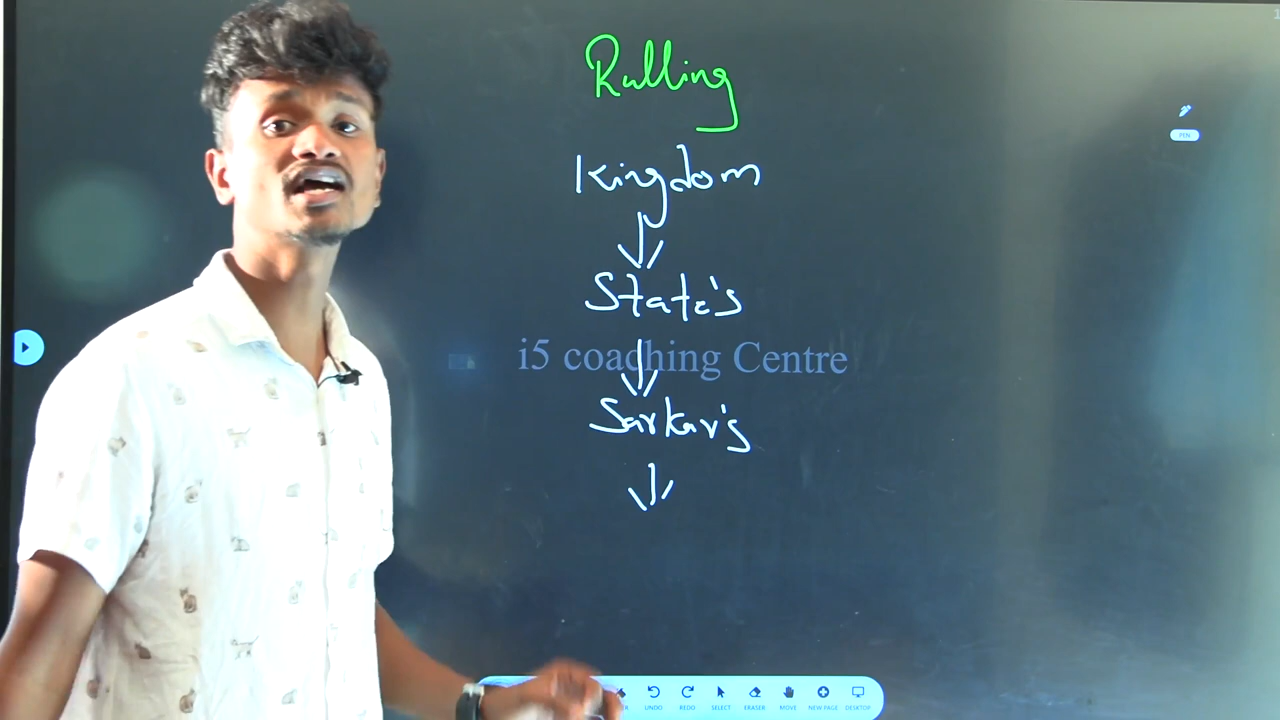 Rulling
PEN
Kingdom
State's
i5 coaching Centre
Sarkar's
UNDO REDO SELECT ERASER MOVE NEW PAGE DESKTOP